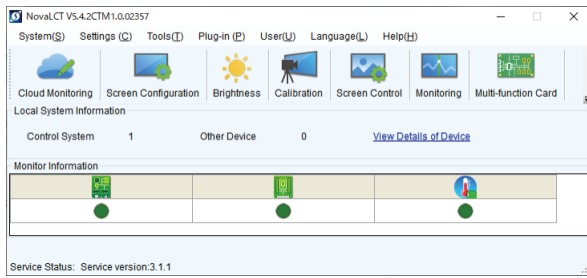 NovaLCT V5.4.2CTM1.0.02357
System(S) Settings (C) Tools(T) Plug-in (P) User(U) Language(L) Help(H)
Cloud Monitoring Screen Configuration Brightness Calibration Screen Control Monitoring Multi-function Card
Local System Information
Control System 1 Other Device 0 View Details of Device
Monitor Information
Service Status: Service version:3.1.1